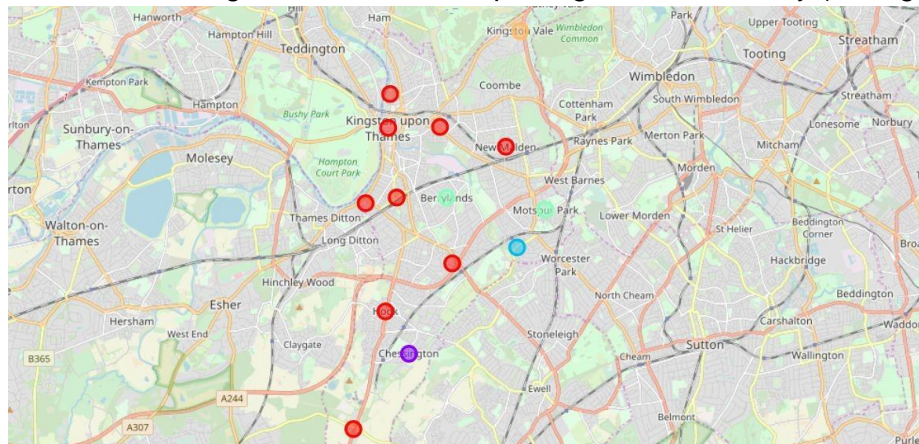 Hanworth
Hampton Hill
Ham
Kingston Vale
Wimbledon
Common
Park
Upper Tooting
Streatham
Teddington
Tooting
Kempton Park
Coombe
Wimbledon
Hampton
Bushy Park
Cottenham
Park
South Wimbledon
Streatham
Sunbury-on-
Thames
Kingston upon
Thames
Lonesome
Norbury
Molesey
New Malden
Raynes Park
Merton Park
Mitcham
Hampton
Court Park
Morden
West Barnes
Berrylands
Walton-on-
Thames
Thames Ditton
Motspur Park
Lower Morden
Beddington
Corner
Long Ditton
St Helier
Worcester
Park
Hackbridge
Hinchley Wood
Esher
North Cheam
Beddington
Hersham
Hook
West End
Claygate
Stoneleigh
Carshalton
Waddo
B365
Chessington
Sutton
Cheam
Wallington
A244
Ewell
Belmont
A307
Purle